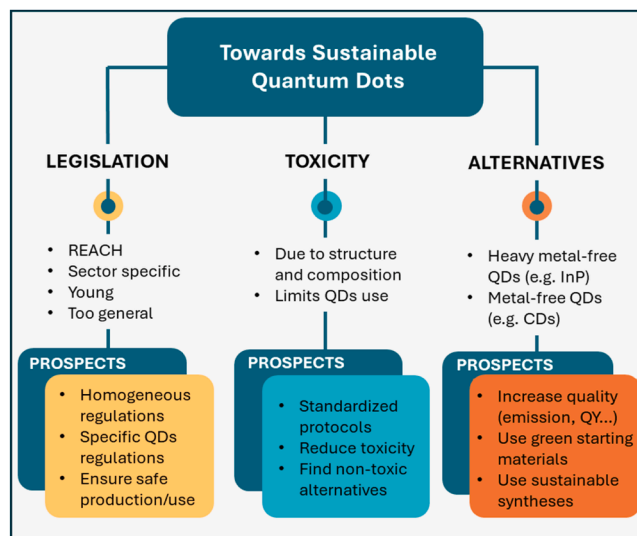 Towards Sustainable
Quantum Dots
LEGISLATION
• REACH
• Sector specific
• Young
• Too general
PROSPECTS
• Homogeneous
regulations
• Specific QDs
regulations
• Ensure safe
production/use
TOXICITY
• Due to structure
and composition
• Limits QDs use
PROSPECTS
• Standardized
protocols
• Reduce toxicity
• Find non-toxic
alternatives
ALTERNATIVES
• Heavy metal-free
QDs (e.g. InP)
• Metal-free QDs
(e.g. CDs)
PROSPECTS
• Increase quality
(emission, QY...)
• Use green starting
materials
• Use sustainable
syntheses